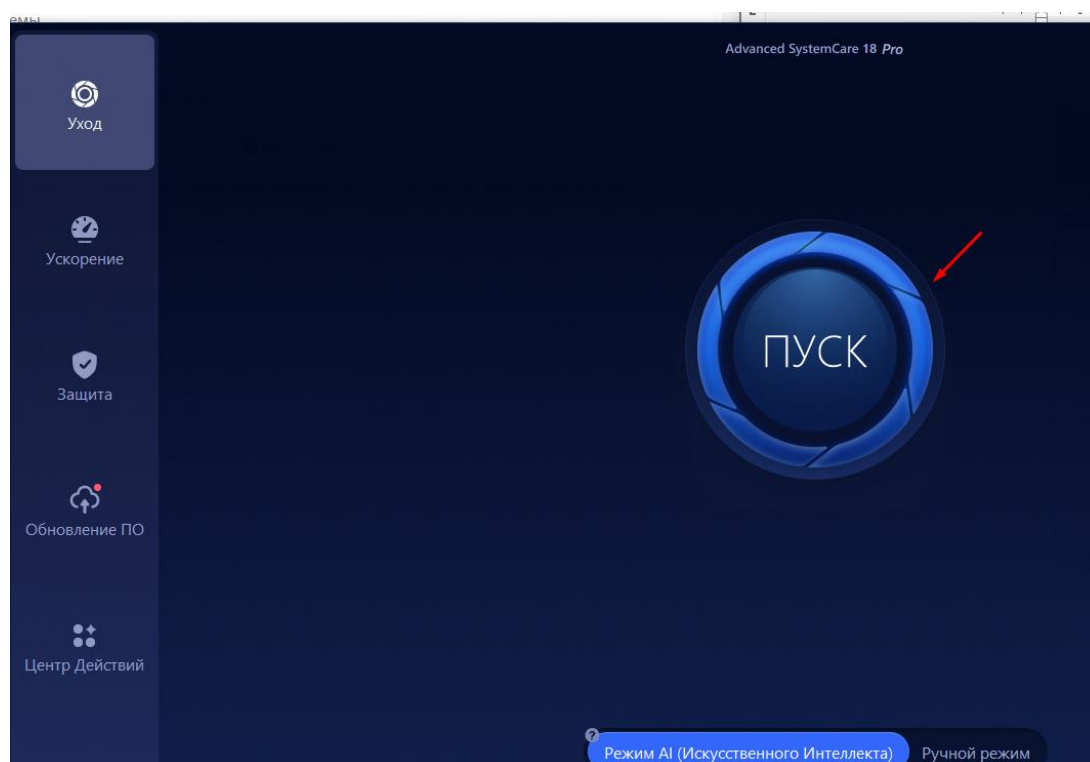 Advanced SystemCare 18 Pro
Уход
Ускорение
ПУСК
Защита
Обновление ПО
Центр Действий
?
Режим AI (Искусственного Интеллекта) Ручной режим